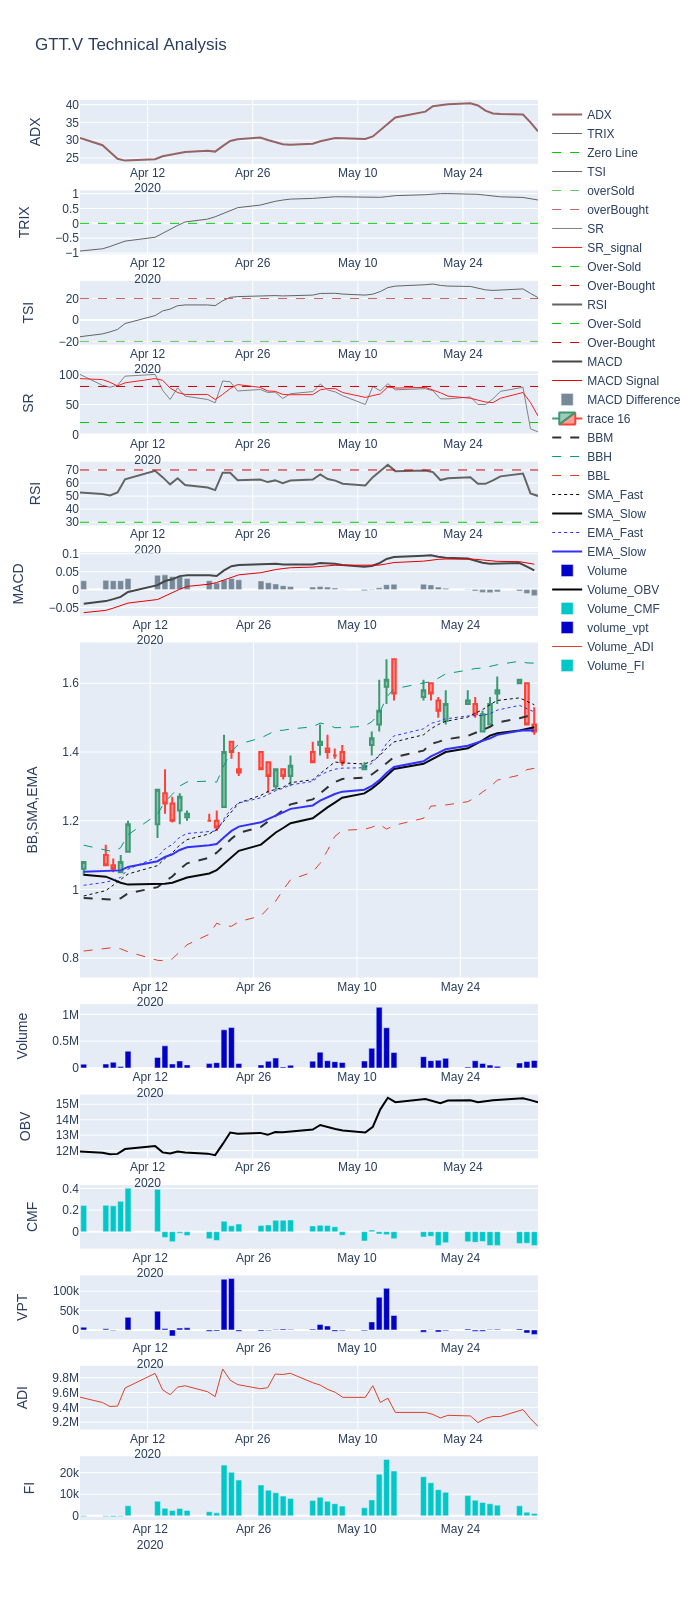 GTT.V Technical Analysis
ADX
40
35
30
25
Apr 12
2020
Apr 26
May 10
May 24
TRIX
1
0.5
0
−0.5
−1
Apr 12
2020
Apr 26
May 10
May 24
TSI
20
0
−20
Apr 12
2020
Apr 26
May 10
May 24
SR
100
50
0
Apr 12
2020
Apr 26
May 10
May 24
RSI
70
60
50
40
30
Apr 12
2020
Apr 26
May 10
May 24
MACD
0.1
0.05
0
−0.05
Apr 12
2020
Apr 26
May 10
May 24
BB,SMA,EMA
1.6
1.4
1.2
1
0.8
Apr 12
2020
Apr 26
May 10
May 24
Volume
1M
0.5M
0
Apr 12
2020
Apr 26
May 10
May 24
OBV
15M
14M
13M
12M
Apr 12
2020
Apr 26
May 10
May 24
CMF
0.4
0.2
0
Apr 12
2020
Apr 26
May 10
May 24
VPT
100k
50k
0
Apr 12
2020
Apr 26
May 10
May 24
ADI
9.8M
9.6M
9.4M
9.2M
Apr 12
2020
Apr 26
May 10
May 24
FI
20k
10k
0
Apr 12
2020
Apr 26
May 10
May 24
ADX
TRIX
Zero Line
TSI
overSold
overBought
SR
SR_signal
Over-Sold
Over-Bought
RSI
Over-Sold
Over-Bought
MACD
MACD Signal
MACD Difference
trace 16
BBM
BBH
BBL
SMA_Fast
SMA_Slow
EMA_Fast
EMA_Slow
Volume
Volume_OBV
Volume_CMF
volume_vpt
Volume_ADI
Volume_FI